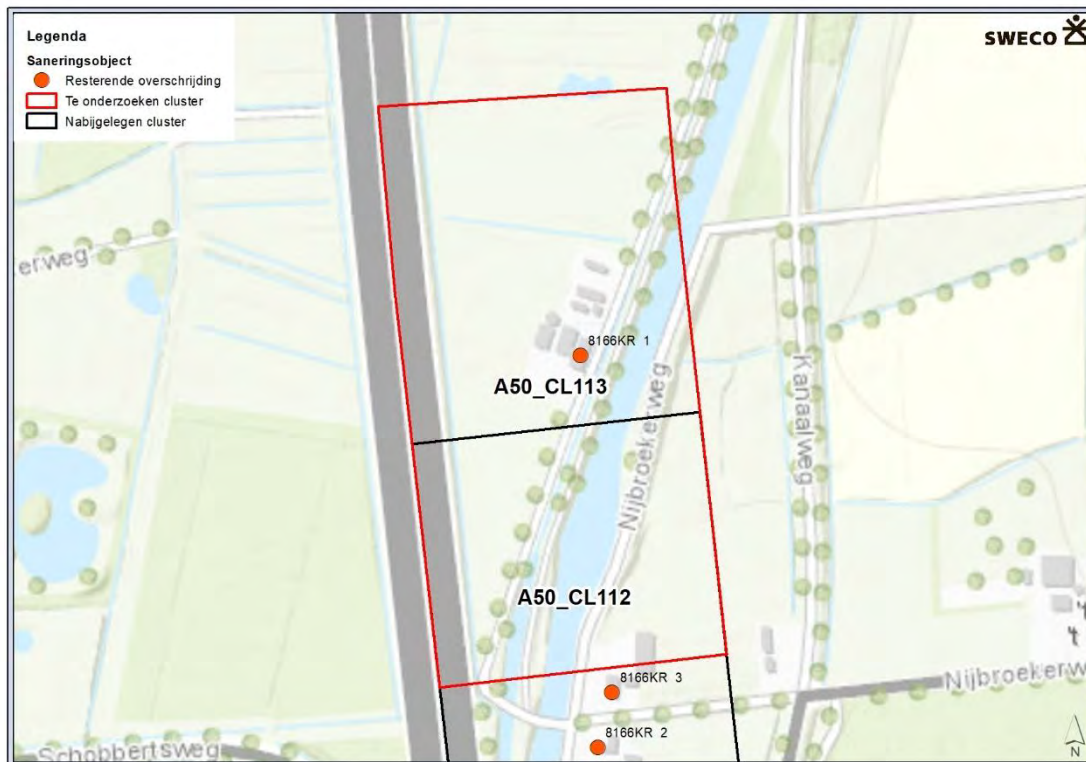 Legenda
Saneringsobject
Resterende overschrijding
Te onderzoeken cluster
Nabijgelegen cluster
SWECO
erweg
8166KR 1
A50_CL113
Nijbroekerweg
Kanaalweg
A50_CL112
't
't
8166KR 3
Nijbroekerw
8166KR 2
Schobbertsweg
N